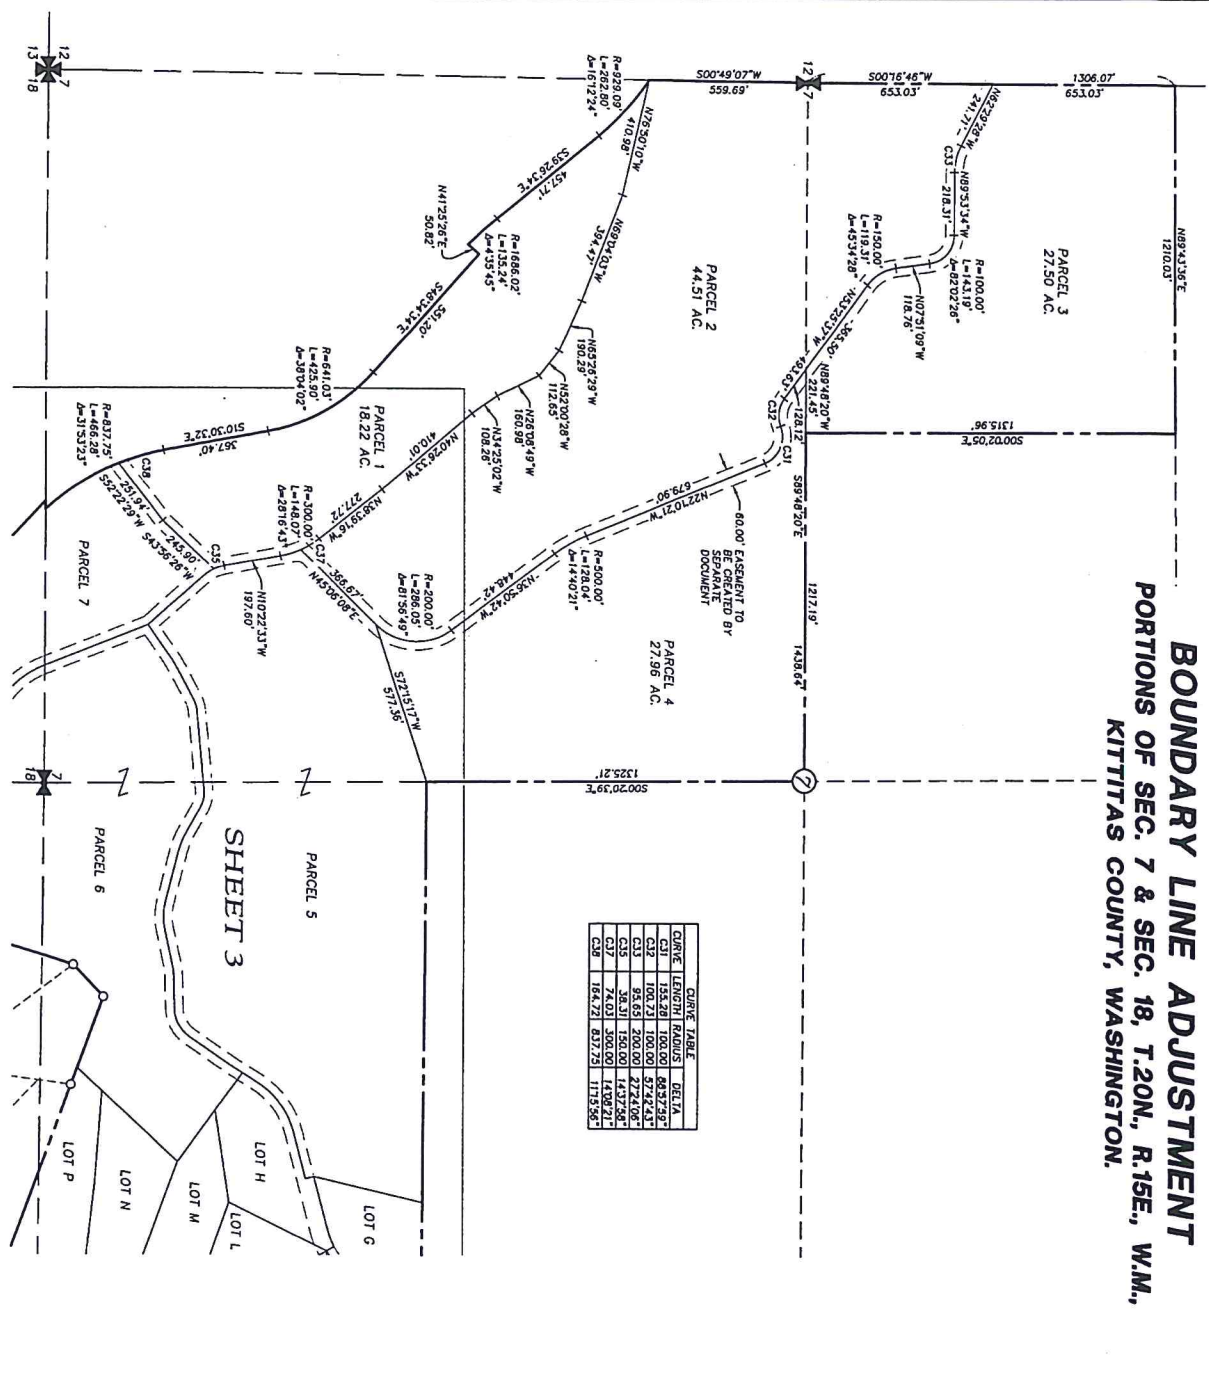 BOUNDARY LINE ADJUSTMENT
PORTIONS OF SEC. 7 & SEC. 18, T.20N., R.15E., W.M.,
KITTITAS COUNTY, WASHINGTON.
N89°43'36"E
1210.03'
1306.07'
653.03'
S00°16'46"W
653.03'
12
7
S00°49'07"W
559.69'
12
7
13
18
N62°29'28"W
241.71'
C33
N89°53'34"W
218.31'
R=100.00'
L=143.19'
Δ=82°02'26"
N07°51'09"W
118.76'
R=150.00'
L=119.31'
Δ=45°34'28"
PARCEL 3
27.50 AC.
N53°25'37"W
365.50'
493.63'
128.12'
N89°48'20"W
221.45'
C32
C31
S00°02'05"E
1315.96'
S89°48'20"E
1217.19'
1438.64'
7
PARCEL 2
44.51 AC.
N76°50'10"W
410.98'
N69°04'03"W
394.47'
N65°26'29"W
190.29'
N52°00'28"W
112.65'
N26°08'49"W
160.98'
N34°25'02"W
108.26'
N40°26'33"W
410.01'
N38°39'16"W
277.72'
R=929.09'
L=262.80'
Δ=16°12'24"
S39°26'34"E
457.71'
R=1686.02'
L=135.24'
Δ=4°35'45"
N41°25'26"E
50.82'
S48°34'34"E
551.20'
R=641.03'
L=425.90'
Δ=38°04'02"
S10°30'32"E
367.40'
R=837.75'
L=466.28'
Δ=31°53'23"
PARCEL 1
18.22 AC.
C38
251.94'
S52°22'29"W
245.90'
S43°56'26"W
C35
N10°22'33"W
197.60'
R=300.00'
L=148.07'
Δ=28°16'43"
C37
366.67'
N45°06'08"E
R=200.00'
L=286.05'
Δ=81°56'49"
N36°50'42"W
448.42'
R=500.00'
L=128.04'
Δ=14°40'21"
N22°10'21"W
679.90'
60.00' EASEMENT TO
BE CREATED BY
SEPARATE
DOCUMENT
PARCEL 4
27.96 AC.
S72°15'17"W
577.36'
S00°20'39"E
1325.21'
PARCEL 7
7
18
PARCEL 5
PARCEL 6
SHEET 3
CURVE TABLE
CURVE LENGTH RADIUS DELTA
C31 155.28 100.00 88°57'59"
C32 100.73 100.00 57°42'43"
C33 95.65 200.00 27°24'06"
C35 38.31 150.00 14°37'58"
C37 74.03 300.00 14°08'21"
C38 164.72 837.75 11°15'56"
LOT G
LOT H
LOT L
LOT M
LOT N
LOT P